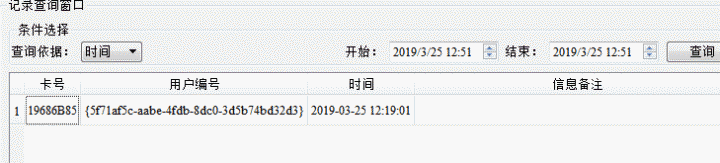 记录查询窗口
条件选择
查询依据: 时间 开始: 2019/3/25 12:51 结束: 2019/3/25 12:51 查询
卡号 用户编号 时间 信息备注
1 19686B85 {5f71af5c-aabe-4fdb-8dc0-3d5b74bd32d3} 2019-03-25 12:19:01